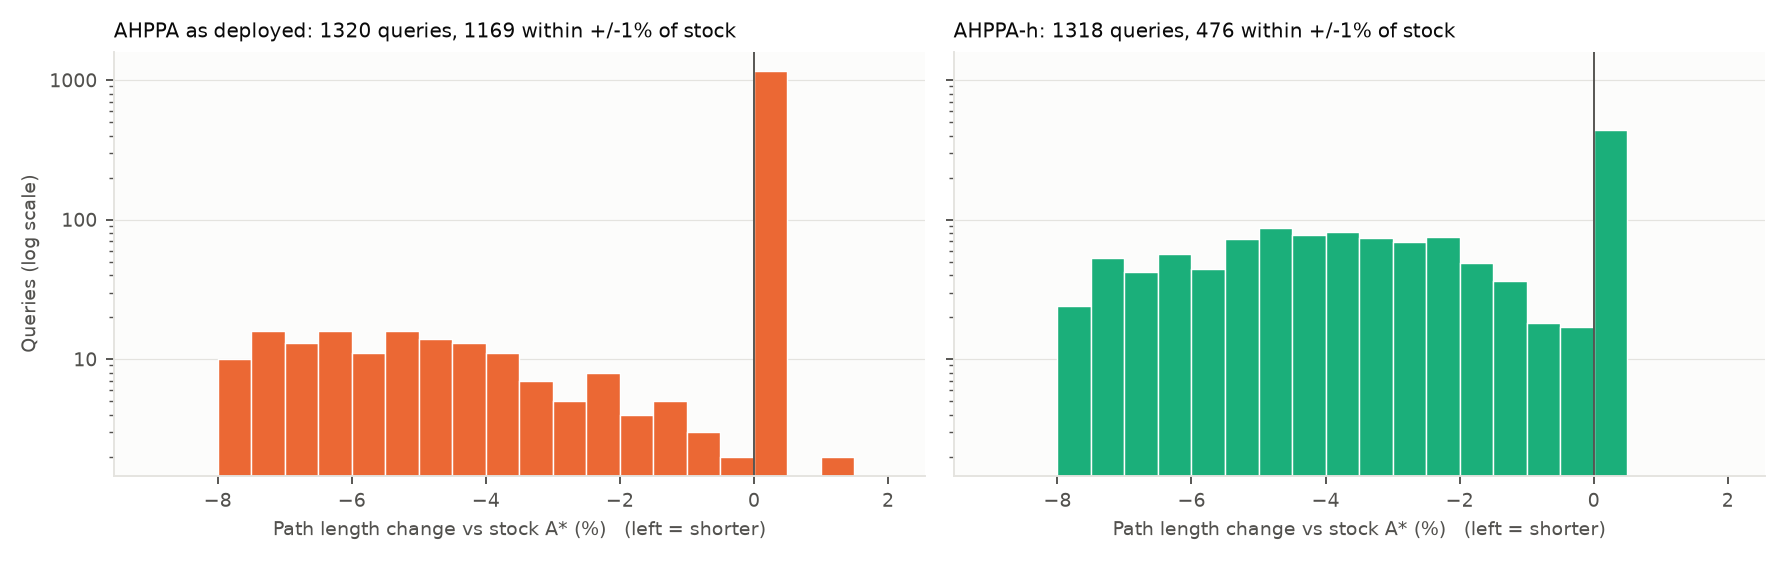 AHPPA as deployed: 1320 queries, 1169 within +/-1% of stock
AHPPA-h: 1318 queries, 476 within +/-1% of stock
Queries (log scale)
1000
100
10
−8 −6 −4 −2 0 2
−8 −6 −4 −2 0 2
Path length change vs stock A* (%) (left = shorter)
Path length change vs stock A* (%) (left = shorter)